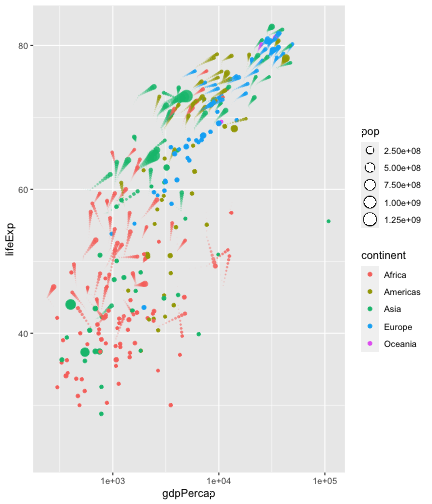 80
60
40
lifeExp
1e+03
1e+04
1e+05
gdpPercap
pop
2.50e+08
5.00e+08
7.50e+08
1.00e+09
1.25e+09
continent
Africa
Americas
Asia
Europe
Oceania